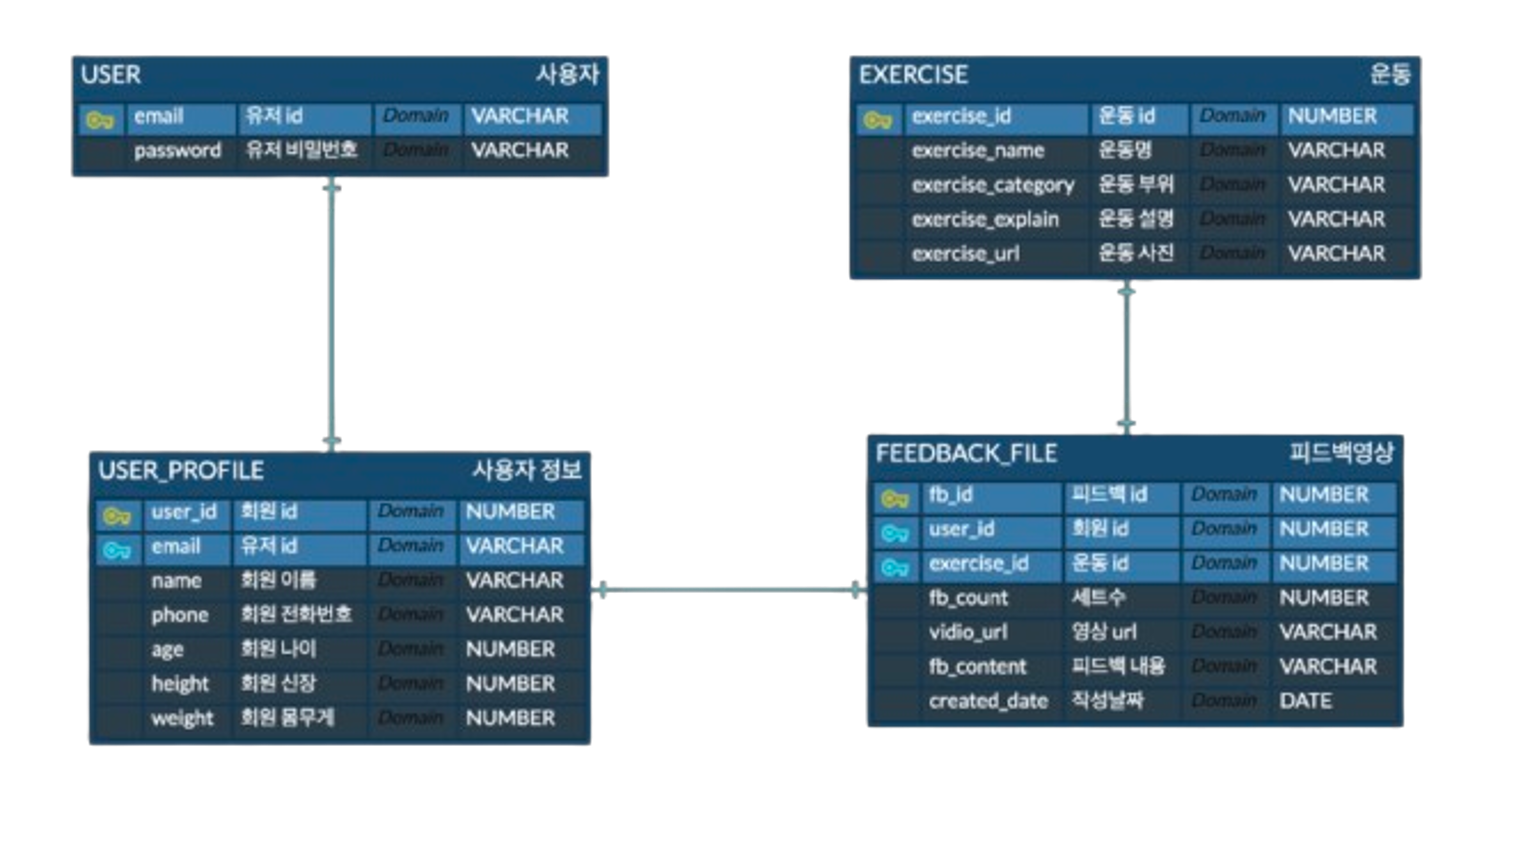 USER 사용자
email 유저 id Domain VARCHAR
password 유저 비밀번호 Domain VARCHAR
EXERCISE 운동
exercise_id 운동 id Domain NUMBER
exercise_name 운동명 Domain VARCHAR
exercise_category 운동 부위 Domain VARCHAR
exercise_explain 운동 설명 Domain VARCHAR
exercise_url 운동 사진 Domain VARCHAR
USER_PROFILE 사용자 정보
user_id 회원 id Domain NUMBER
email 유저 id Domain VARCHAR
name 회원 이름 Domain VARCHAR
phone 회원 전화번호 Domain VARCHAR
age 회원 나이 Domain NUMBER
height 회원 신장 Domain NUMBER
weight 회원 몸무게 Domain NUMBER
FEEDBACK_FILE 피드백영상
fb_id 피드백 id Domain NUMBER
user_id 회원 id Domain NUMBER
exercise_id 운동 id Domain NUMBER
fb_count 세트수 Domain NUMBER
vidio_url 영상 url Domain VARCHAR
fb_content 피드백 내용 Domain VARCHAR
created_date 작성날짜 Domain DATE